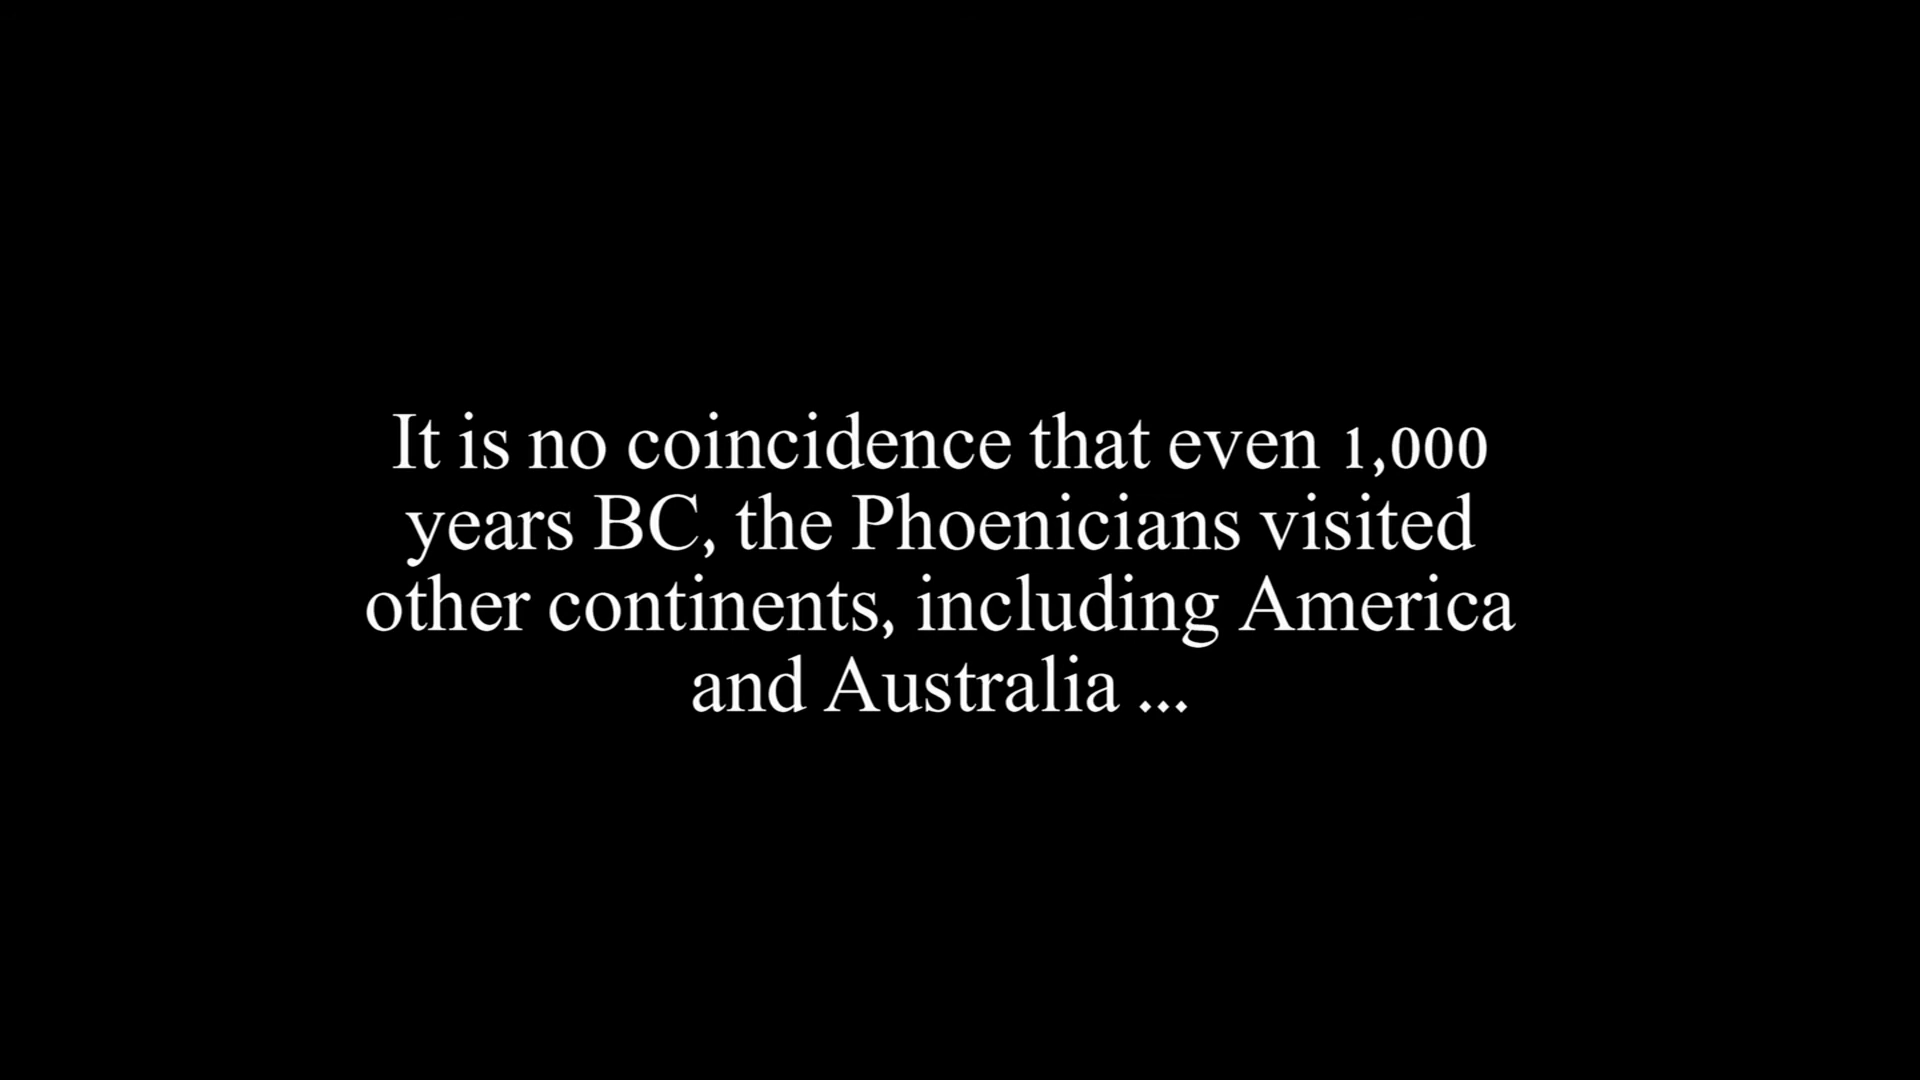 It is no coincidence that even 1,000
years BC, the Phoenicians visited
other continents, including America
and Australia ...